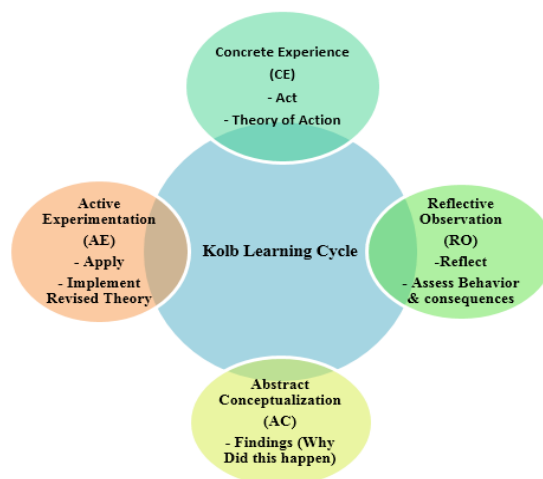 Concrete Experience
(CE)
- Act
- Theory of Action
Active
Experimentation
(AE)
- Apply
- Implement
Revised Theory
Kolb Learning Cycle
Reflective
Observation
(RO)
-Reflect
- Assess Behavior
& consequences
Abstract
Conceptualization
(AC)
- Findings (Why
Did this happen)